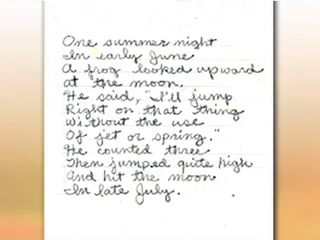 One summer night
In early June
A frog looked upward
at the moon.
He said, "I'll jump
Right on that thing
Without the use
Of jet or spring."
He counted three
Then jumped quite high
And hit the moon
In late July.